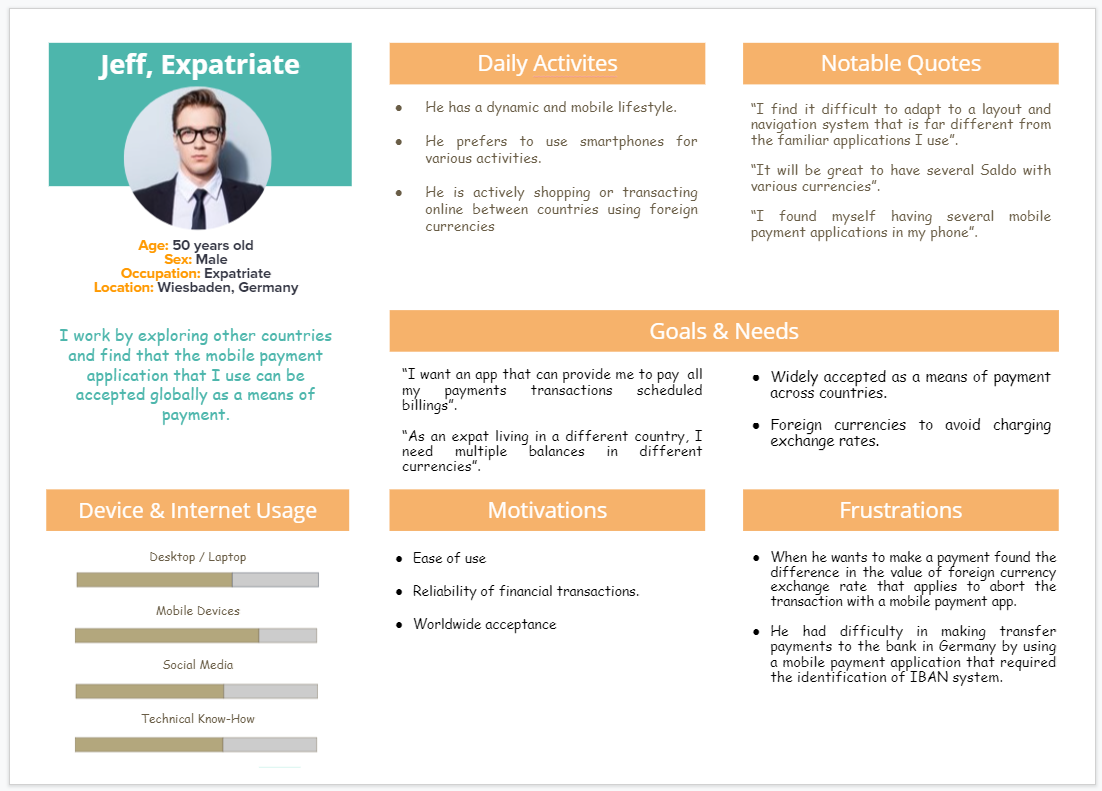 Jeff, Expatriate
Age: 50 years old
Sex: Male
Occupation: Expatriate
Location: Wiesbaden, Germany
I work by exploring other countries
and find that the mobile payment
application that I use can be
accepted globally as a means of
payment.
Daily Activites
● He has a dynamic and mobile lifestyle.
● He prefers to use smartphones for
various activities.
● He is actively shopping or transacting
online between countries using foreign
currencies
Notable Quotes
“I find it difficult to adapt to a layout and
navigation system that is far different from
the familiar applications I use”.
“It will be great to have several Saldo with
various currencies”.
“I found myself having several mobile
payment applications in my phone”.
Goals & Needs
“I want an app that can provide me to pay all
my payments transactions scheduled
billings”.
“As an expat living in a different country, I
need multiple balances in different
currencies”.
● Widely accepted as a means of payment
across countries.
● Foreign currencies to avoid charging
exchange rates.
Device & Internet Usage
Desktop / Laptop
Mobile Devices
Social Media
Technical Know-How
Motivations
● Ease of use
● Reliability of financial transactions.
● Worldwide acceptance
Frustrations
● When he wants to make a payment found the
difference in the value of foreign currency
exchange rate that applies to abort the
transaction with a mobile payment app.
● He had difficulty in making transfer
payments to the bank in Germany by using
a mobile payment application that required
the identification of IBAN system.